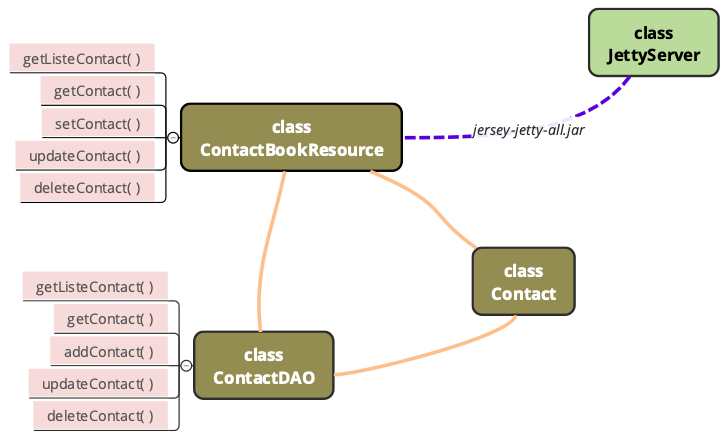 class
JettyServer
getListeContact( )
getContact( )
setContact( )
updateContact( )
deleteContact( )
class
ContactBookResource
jersey-jetty-all.jar
class
Contact
getListeContact( )
getContact( )
addContact( )
updateContact( )
deleteContact( )
class
ContactDAO